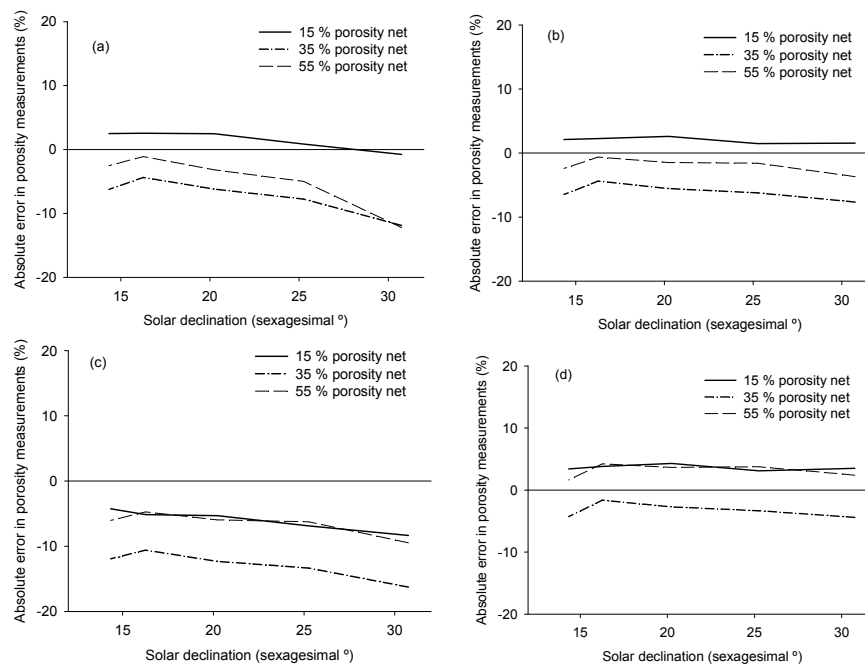 Absolute error in porosity measurements (%)
20
10
0
-10
-20
(a)
15 % porosity net
35 % porosity net
55 % porosity net
15
20
25
30
Solar declination (sexagesimal º)
Absolute error in porosity measurements (%)
20
10
0
-10
-20
(b)
15 % porosity net
35 % porosity net
55 % porosity net
15
20
25
30
Solar declination (sexagesimal º)
Absolute error in porosity measurements (%)
20
10
0
-10
-20
(c)
15 % porosity net
35 % porosity net
55 % porosity net
15
20
25
30
Solar declination (sexagesimal º)
Absolute error in porosity measurements (%)
20
10
0
-10
-20
(d)
15 % porosity net
35 % porosity net
55 % porosity net
15
20
25
30
Solar declination (sexagesimal º)